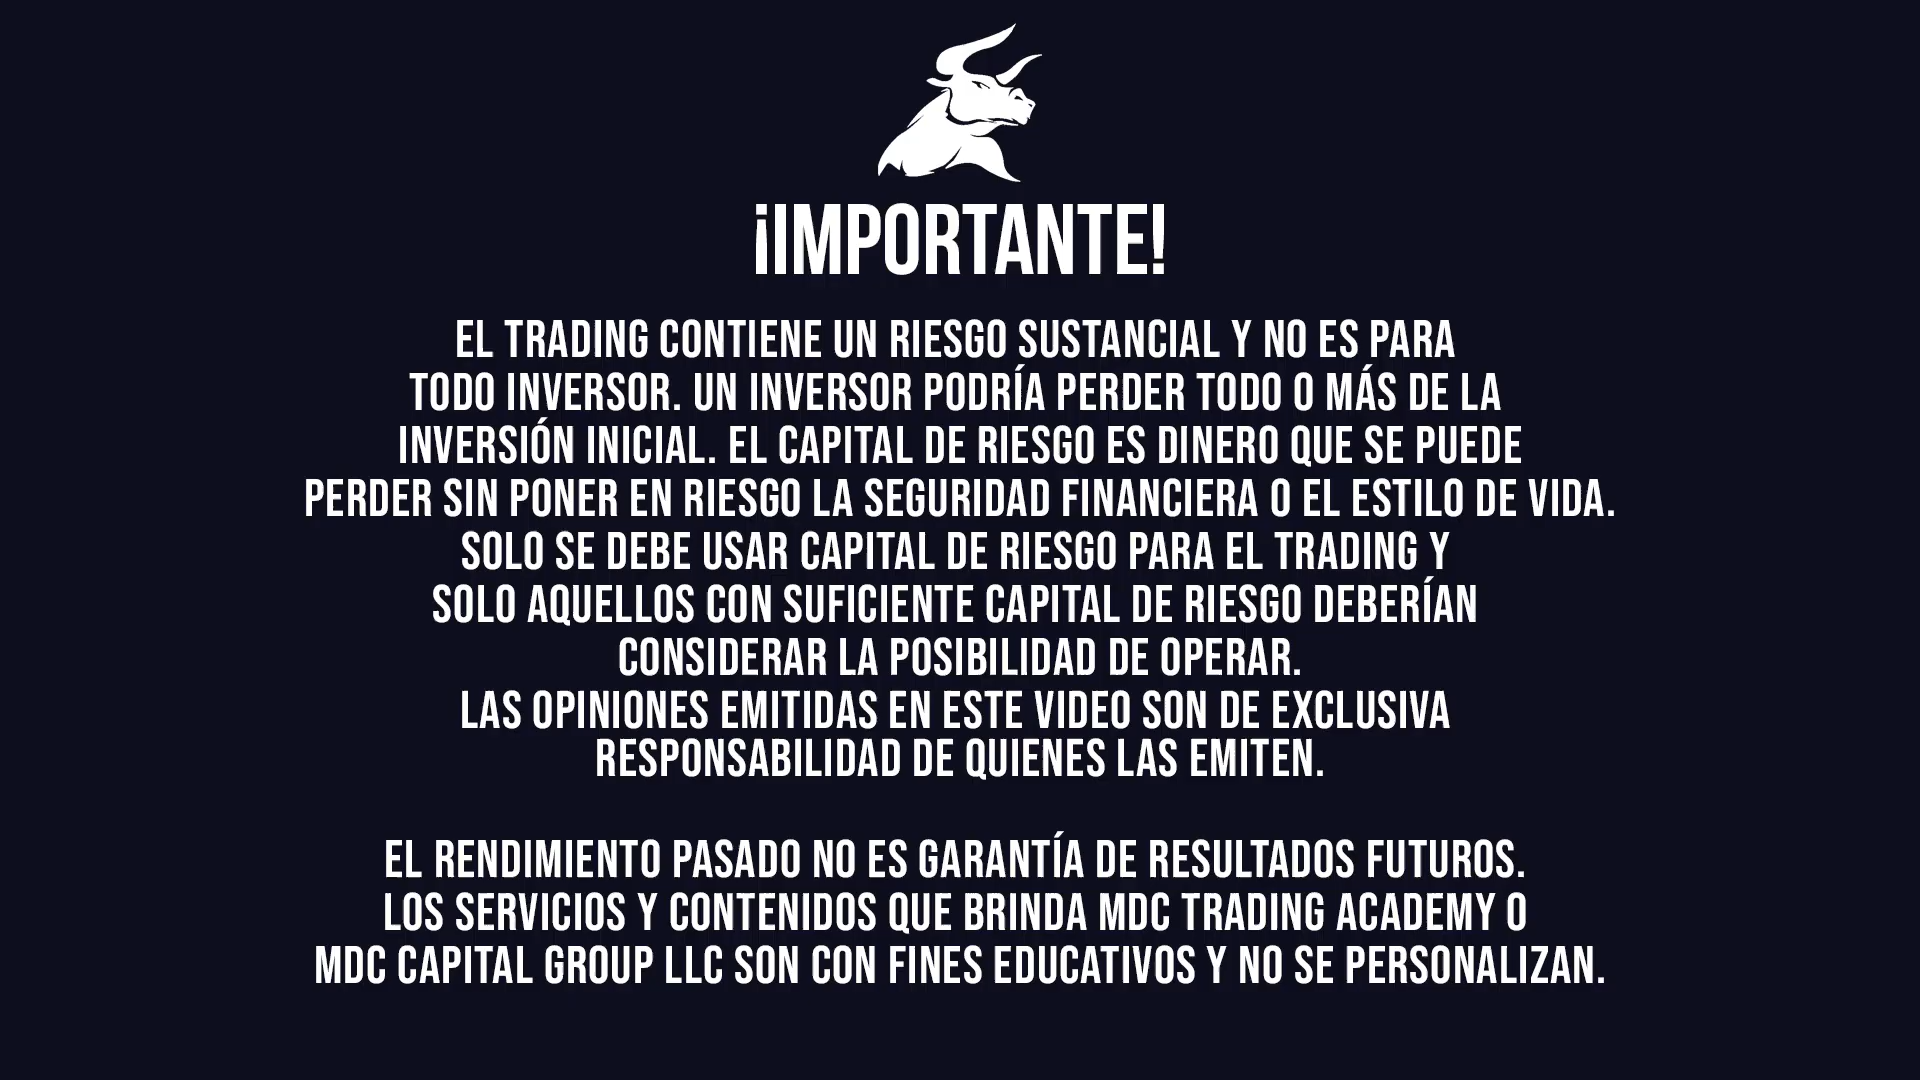 ¡IMPORTANTE!
EL TRADING CONTIENE UN RIESGO SUSTANCIAL Y NO ES PARA
TODO INVERSOR. UN INVERSOR PODRÍA PERDER TODO O MÁS DE LA
INVERSIÓN INICIAL. EL CAPITAL DE RIESGO ES DINERO QUE SE PUEDE
PERDER SIN PONER EN RIESGO LA SEGURIDAD FINANCIERA O EL ESTILO DE VIDA.
SOLO SE DEBE USAR CAPITAL DE RIESGO PARA EL TRADING Y
SOLO AQUELLOS CON SUFICIENTE CAPITAL DE RIESGO DEBERÍAN
CONSIDERAR LA POSIBILIDAD DE OPERAR.
LAS OPINIONES EMITIDAS EN ESTE VIDEO SON DE EXCLUSIVA
RESPONSABILIDAD DE QUIENES LAS EMITEN.
EL RENDIMIENTO PASADO NO ES GARANTÍA DE RESULTADOS FUTUROS.
LOS SERVICIOS Y CONTENIDOS QUE BRINDA MDC TRADING ACADEMY O
MDC CAPITAL GROUP LLC SON CON FINES EDUCATIVOS Y NO SE PERSONALIZAN.